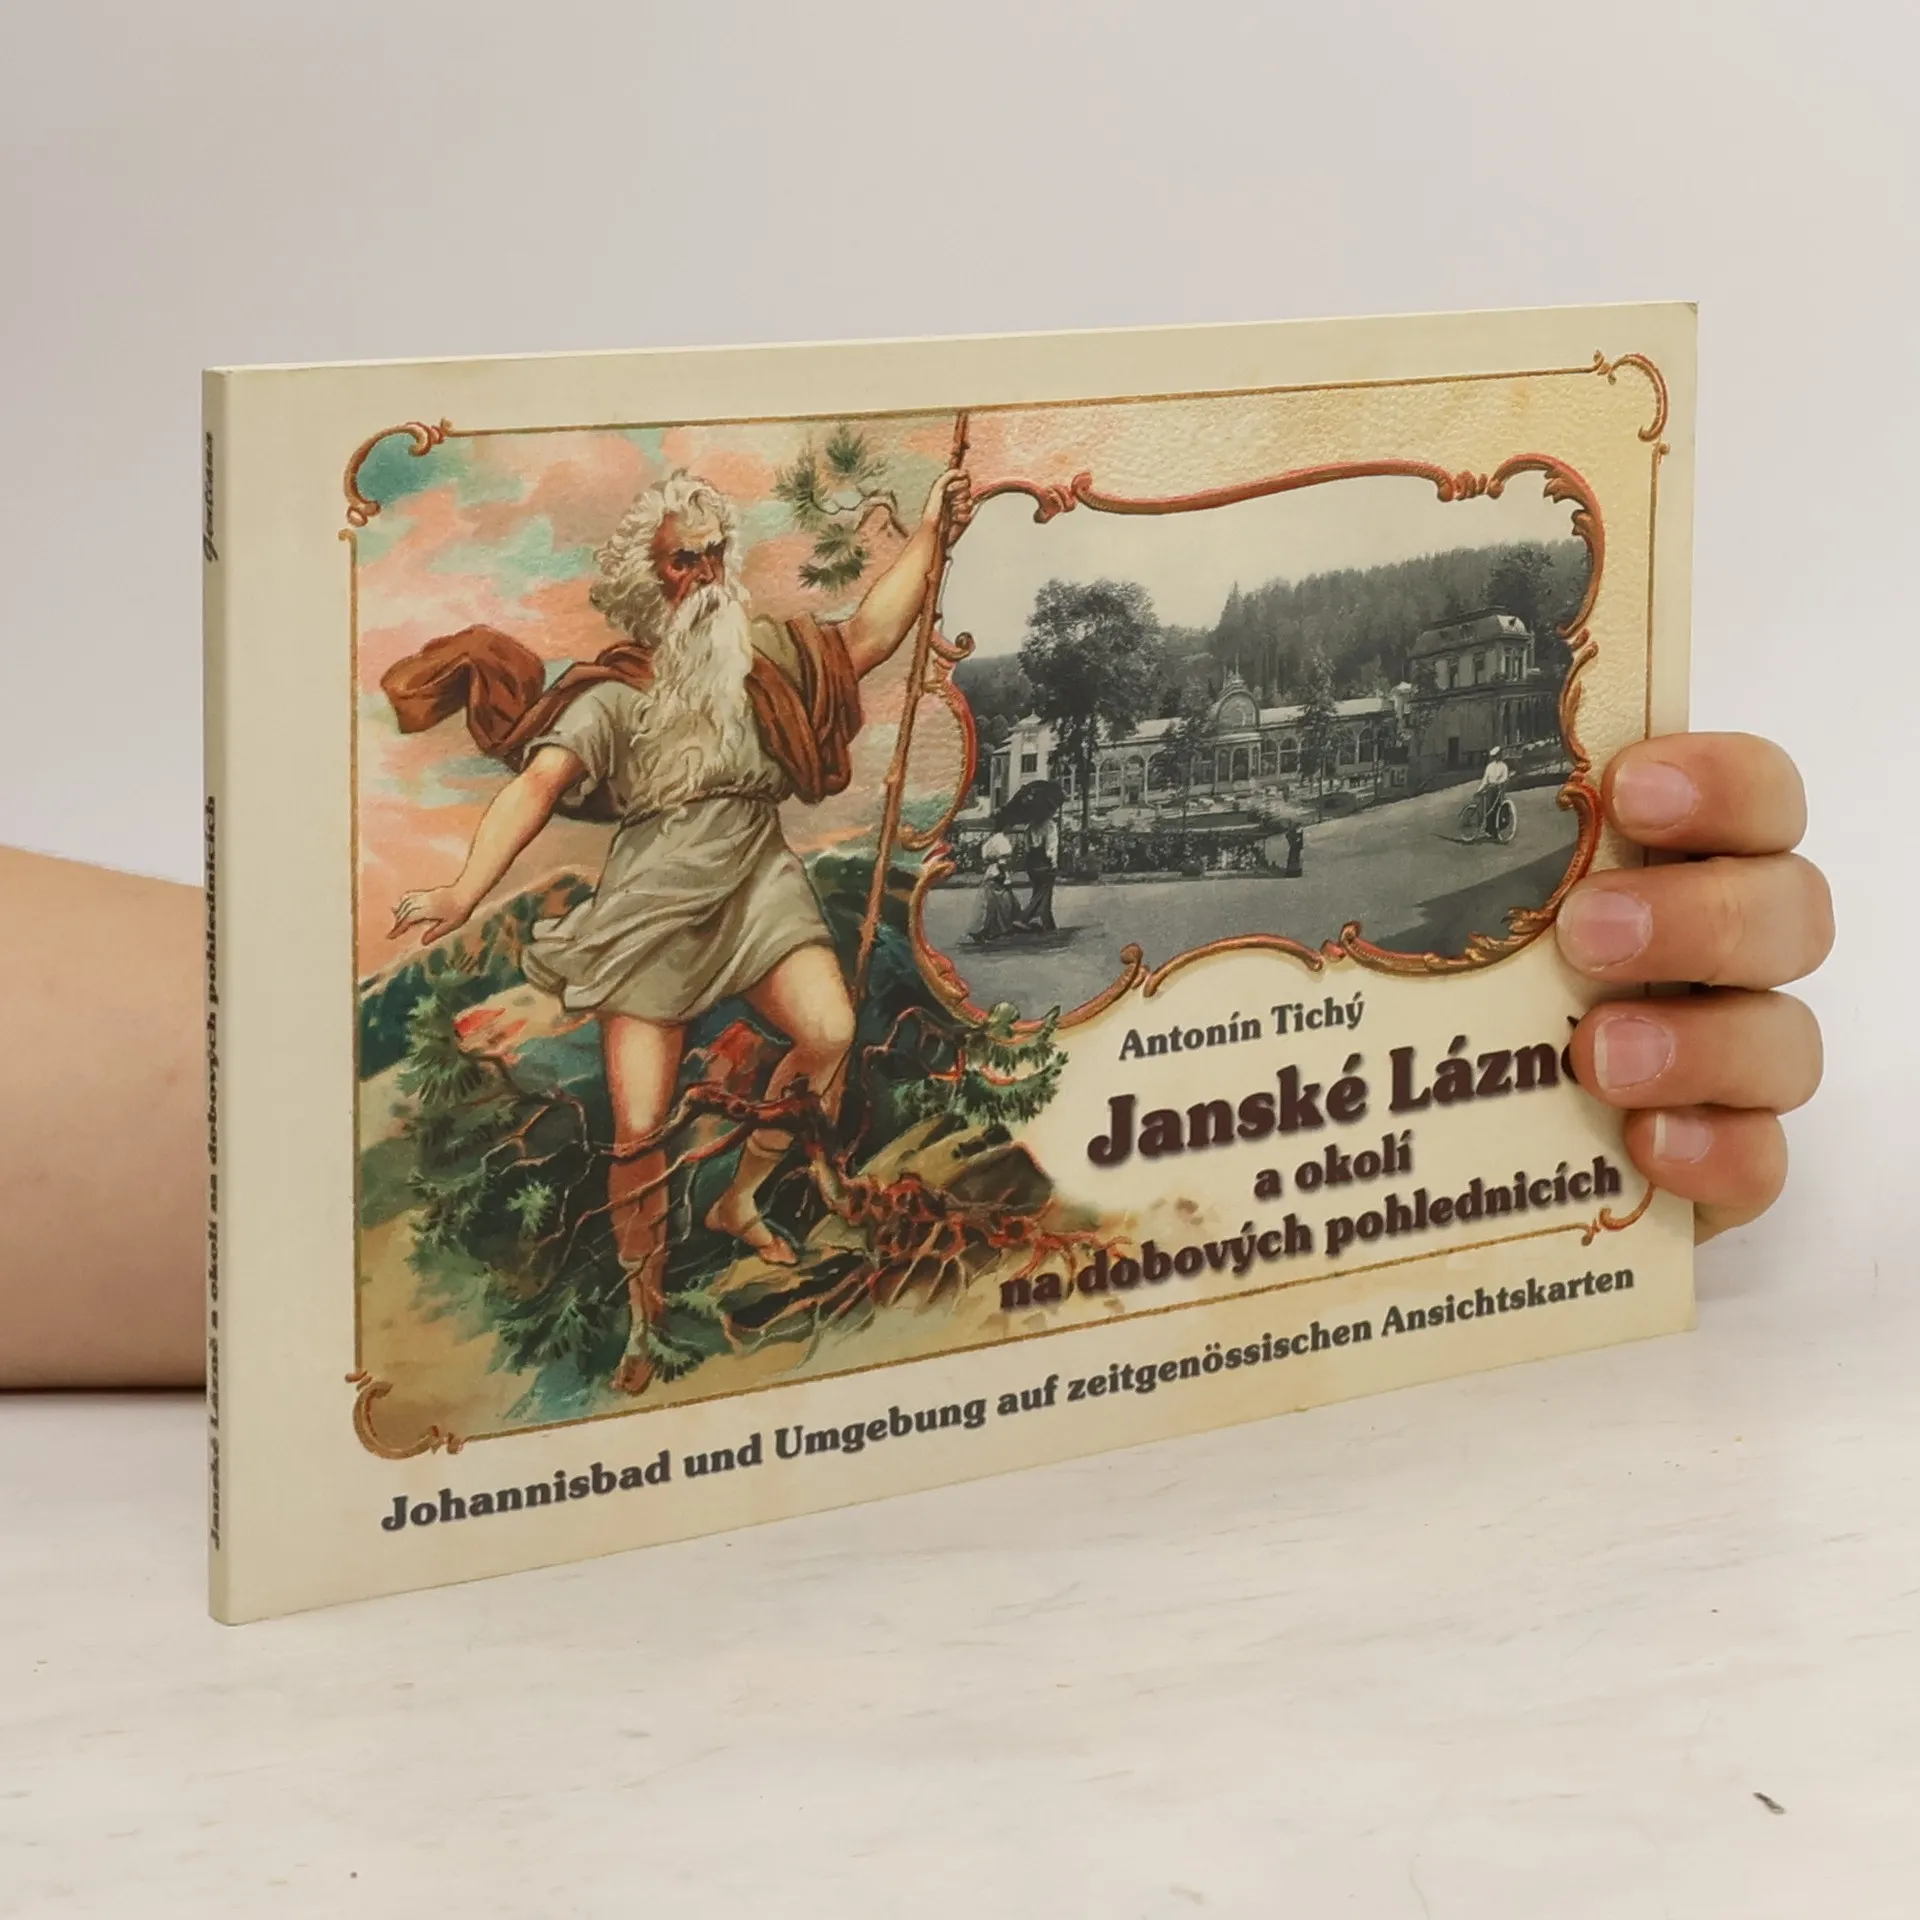 Antonín Tichý
Janské Lázně
a okolí
na dobových pohlednicích
Johannisbad und Umgebung auf zeitgenössischen Ansichtskarten
Janské Lázně a okolí na dobových pohlednicích